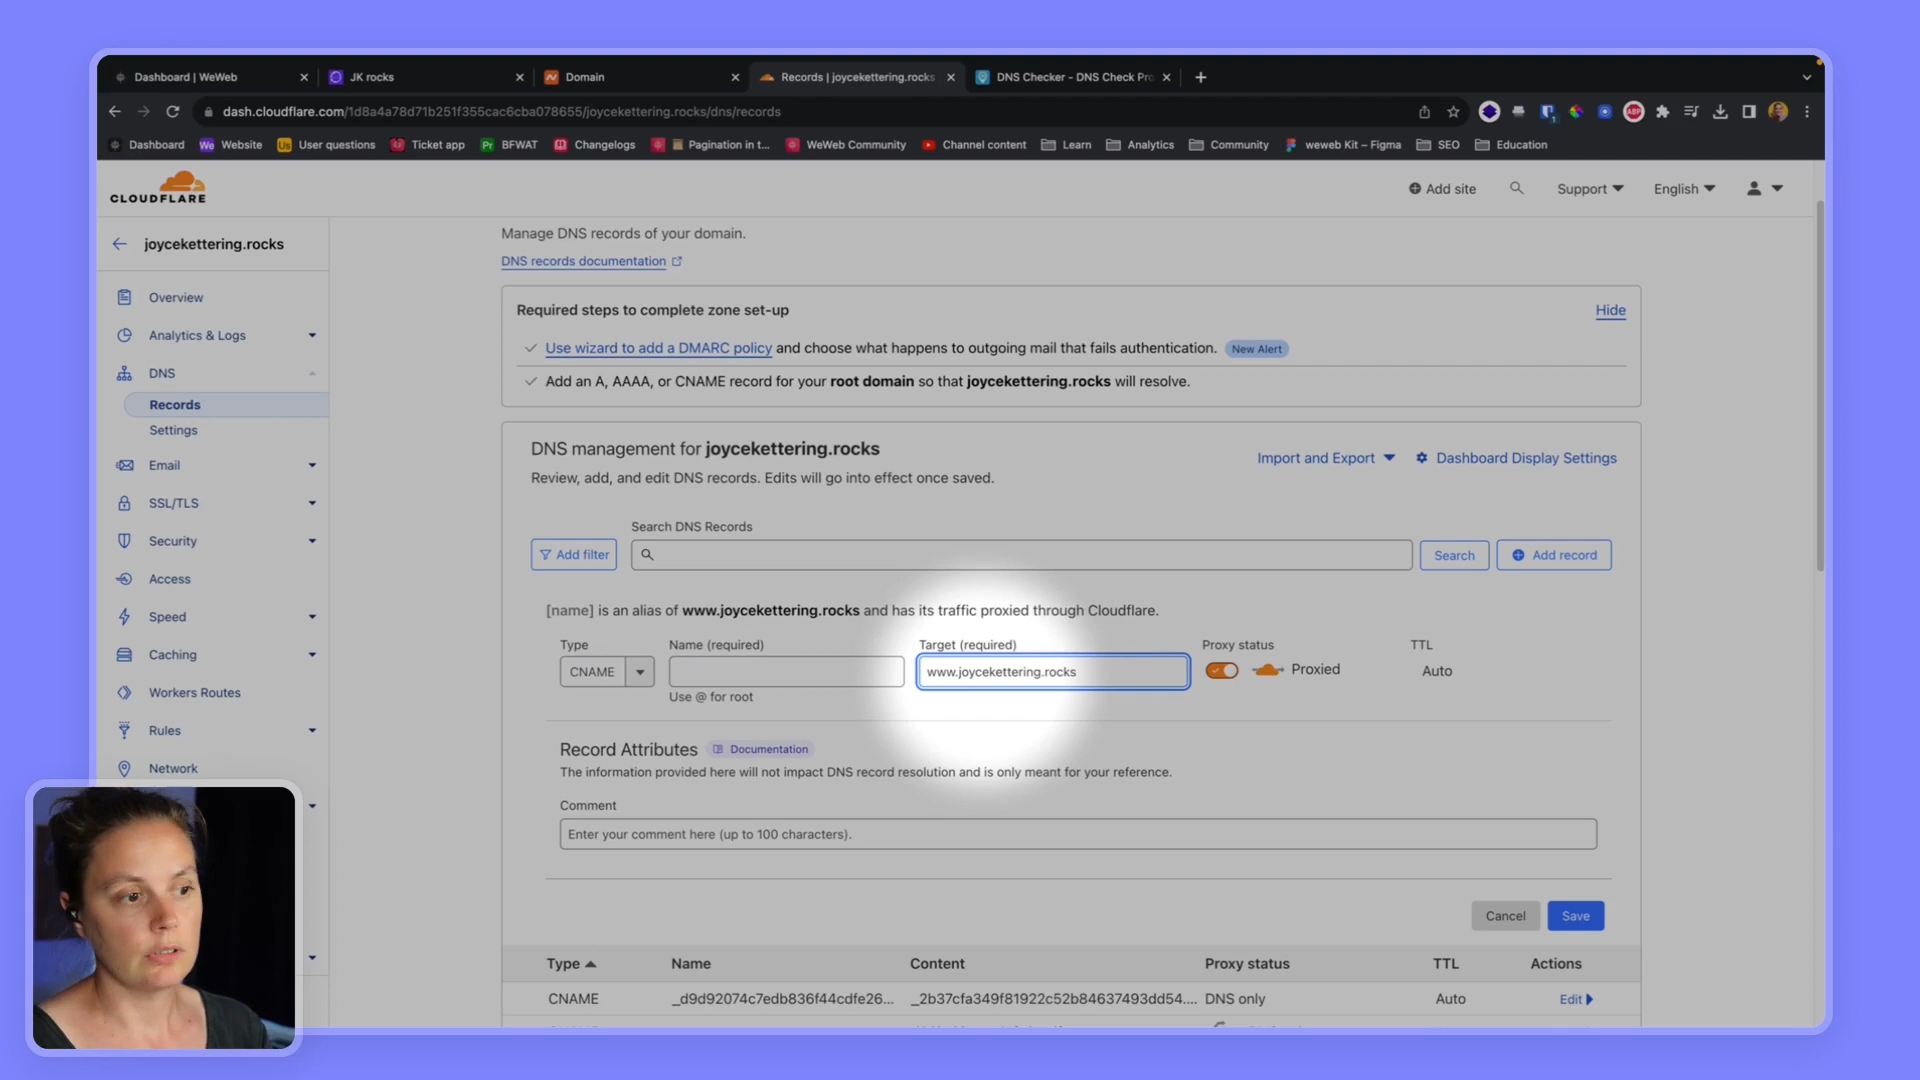 Dashboard | WeWeb
JK rocks
Domain
Records | joycekettering.rocks
DNS Checker - DNS Check Pro
dash.cloudflare.com/1d8a4a78d71b251f355cac6cba078655/joycekettering.rocks/dns/records
Dashboard
We Website
Us User questions
Ticket app
Pr BFWAT
Changelogs
Pagination in t...
WeWeb Community
Channel content
Learn
Analytics
Community
weweb Kit – Figma
SEO
Education
CLOUDFLARE
Add site
Support
English
joycekettering.rocks
Overview
Analytics & Logs
DNS
Records
Settings
Email
SSL/TLS
Security
Access
Speed
Caching
Workers Routes
Rules
Network
Manage DNS records of your domain.
DNS records documentation
Required steps to complete zone set-up
Hide
Use wizard to add a DMARC policy and choose what happens to outgoing mail that fails authentication. New Alert
Add an A, AAAA, or CNAME record for your root domain so that joycekettering.rocks will resolve.
DNS management for joycekettering.rocks
Review, add, and edit DNS records. Edits will go into effect once saved.
Import and Export
Dashboard Display Settings
Search DNS Records
Add filter
Search
Add record
[name] is an alias of www.joycekettering.rocks and has its traffic proxied through Cloudflare.
Type
Name (required)
Target (required)
Proxy status
TTL
CNAME
www.joycekettering.rocks
Proxied
Auto
Use @ for root
Record Attributes
Documentation
The information provided here will not impact DNS record resolution and is only meant for your reference.
Comment
Enter your comment here (up to 100 characters).
Cancel
Save
Type Name Content Proxy status TTL Actions
CNAME _d9d92074c7edb836f44cdfe26... _2b37cfa349f81922c52b84637493dd54.... DNS only Auto Edit